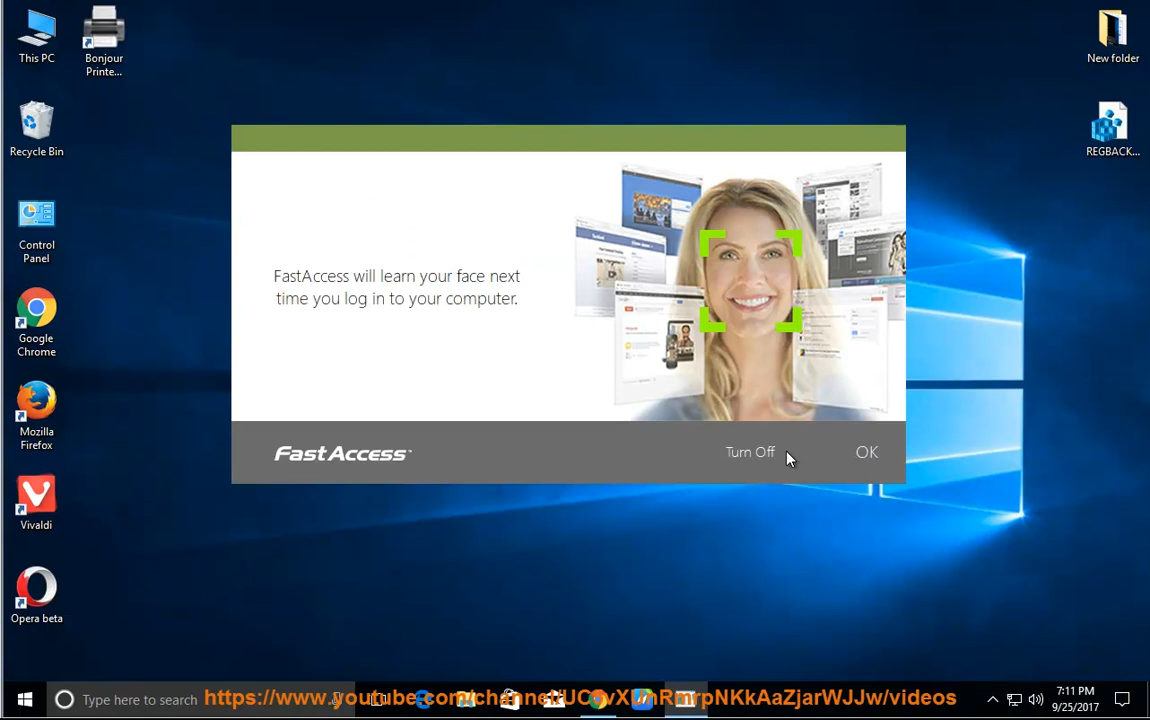 This PC
Bonjour
Printe...
New folder
Recycle Bin
REGBACK...
Control
Panel
FastAccess will learn your face next
time you log in to your computer.
Google
Chrome
Mozilla
Firefox
FastAccess™
Turn Off
OK
Vivaldi
Opera beta
Type here to search
7:11 PM
9/25/2017